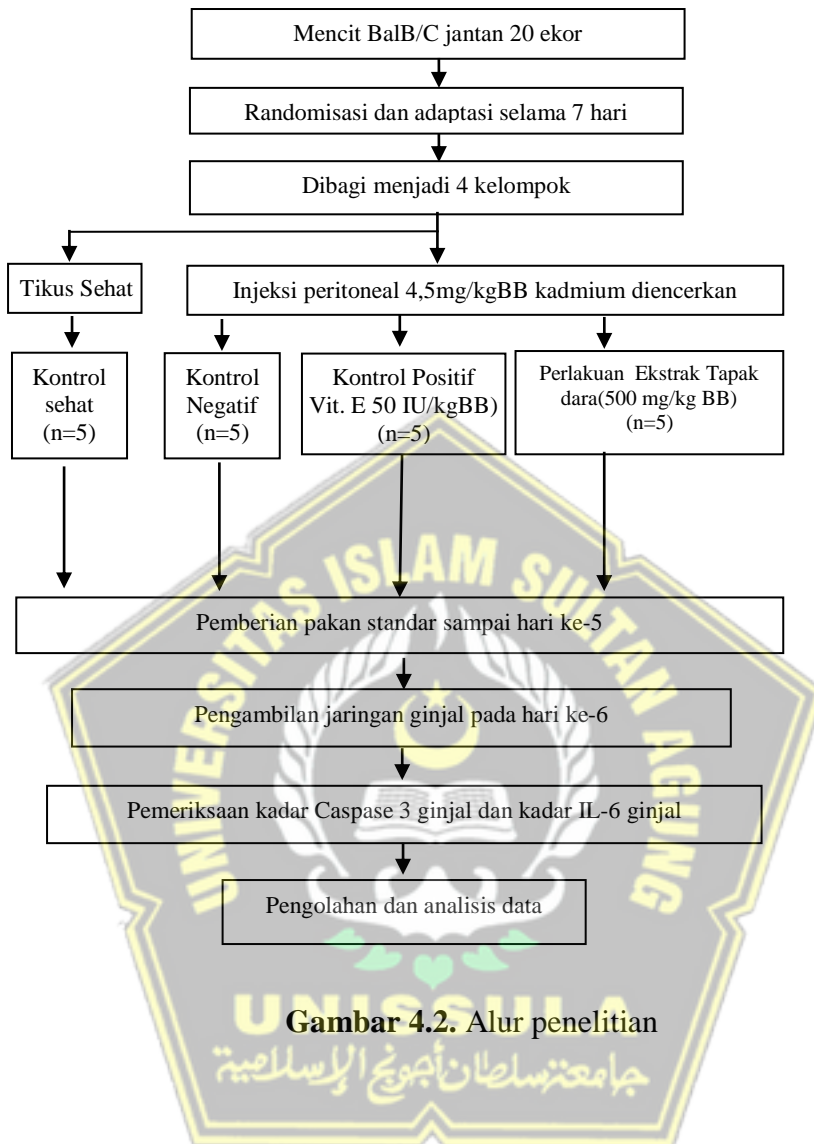 Mencit BalB/C jantan 20 ekor
Randomisasi dan adaptasi selama 7 hari
Dibagi menjadi 4 kelompok
Tikus Sehat
Injeksi peritoneal 4,5mg/kgBB kadmium diencerkan
Kontrol
sehat
(n=5)
Kontrol
Negatif
(n=5)
Kontrol Positif
Vit. E 50 IU/kgBB)
(n=5)
Perlakuan Ekstrak Tapak
dara(500 mg/kg BB)
(n=5)
Pemberian pakan standar sampai hari ke-5
Pengambilan jaringan ginjal pada hari ke-6
Pemeriksaan kadar Caspase 3 ginjal dan kadar IL-6 ginjal
Pengolahan dan analisis data
Gambar 4.2. Alur penelitian
UNIVERSITAS ISLAM SULTAN AGUNG
UNISSULA
جامعة سلطان أجونج الإسلامية